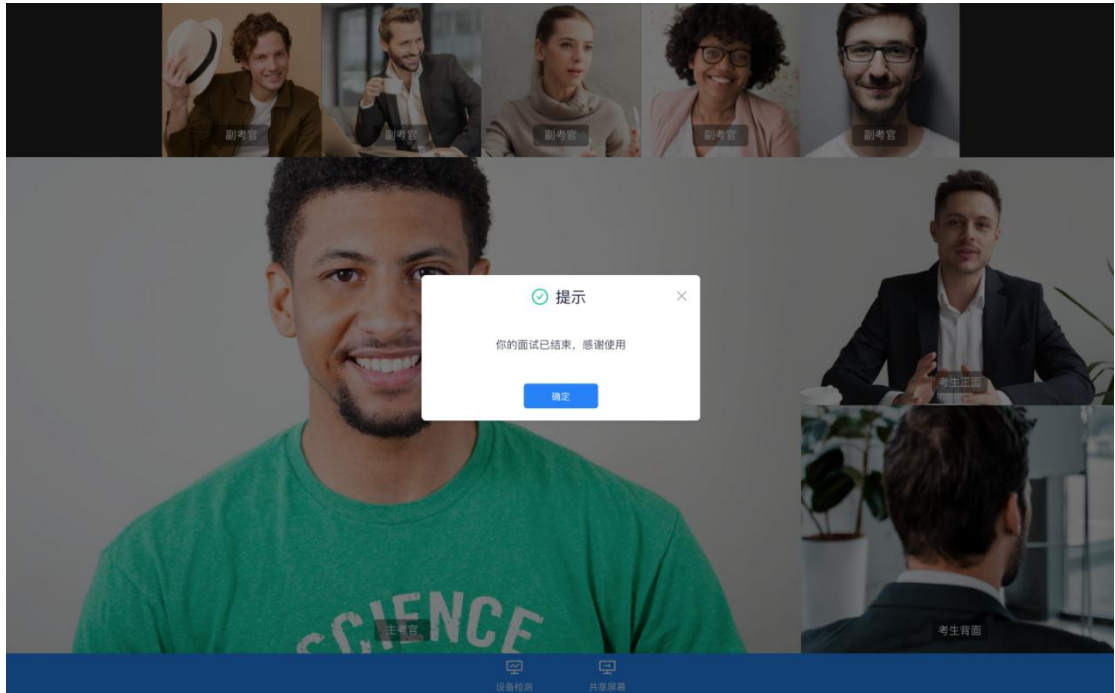 副考官
副考官
副考官
副考官
副考官
提示
你的面试已结束，感谢使用
确定
考生正面
SCIENCE
主考官
考生背面
设备检测
共享屏幕